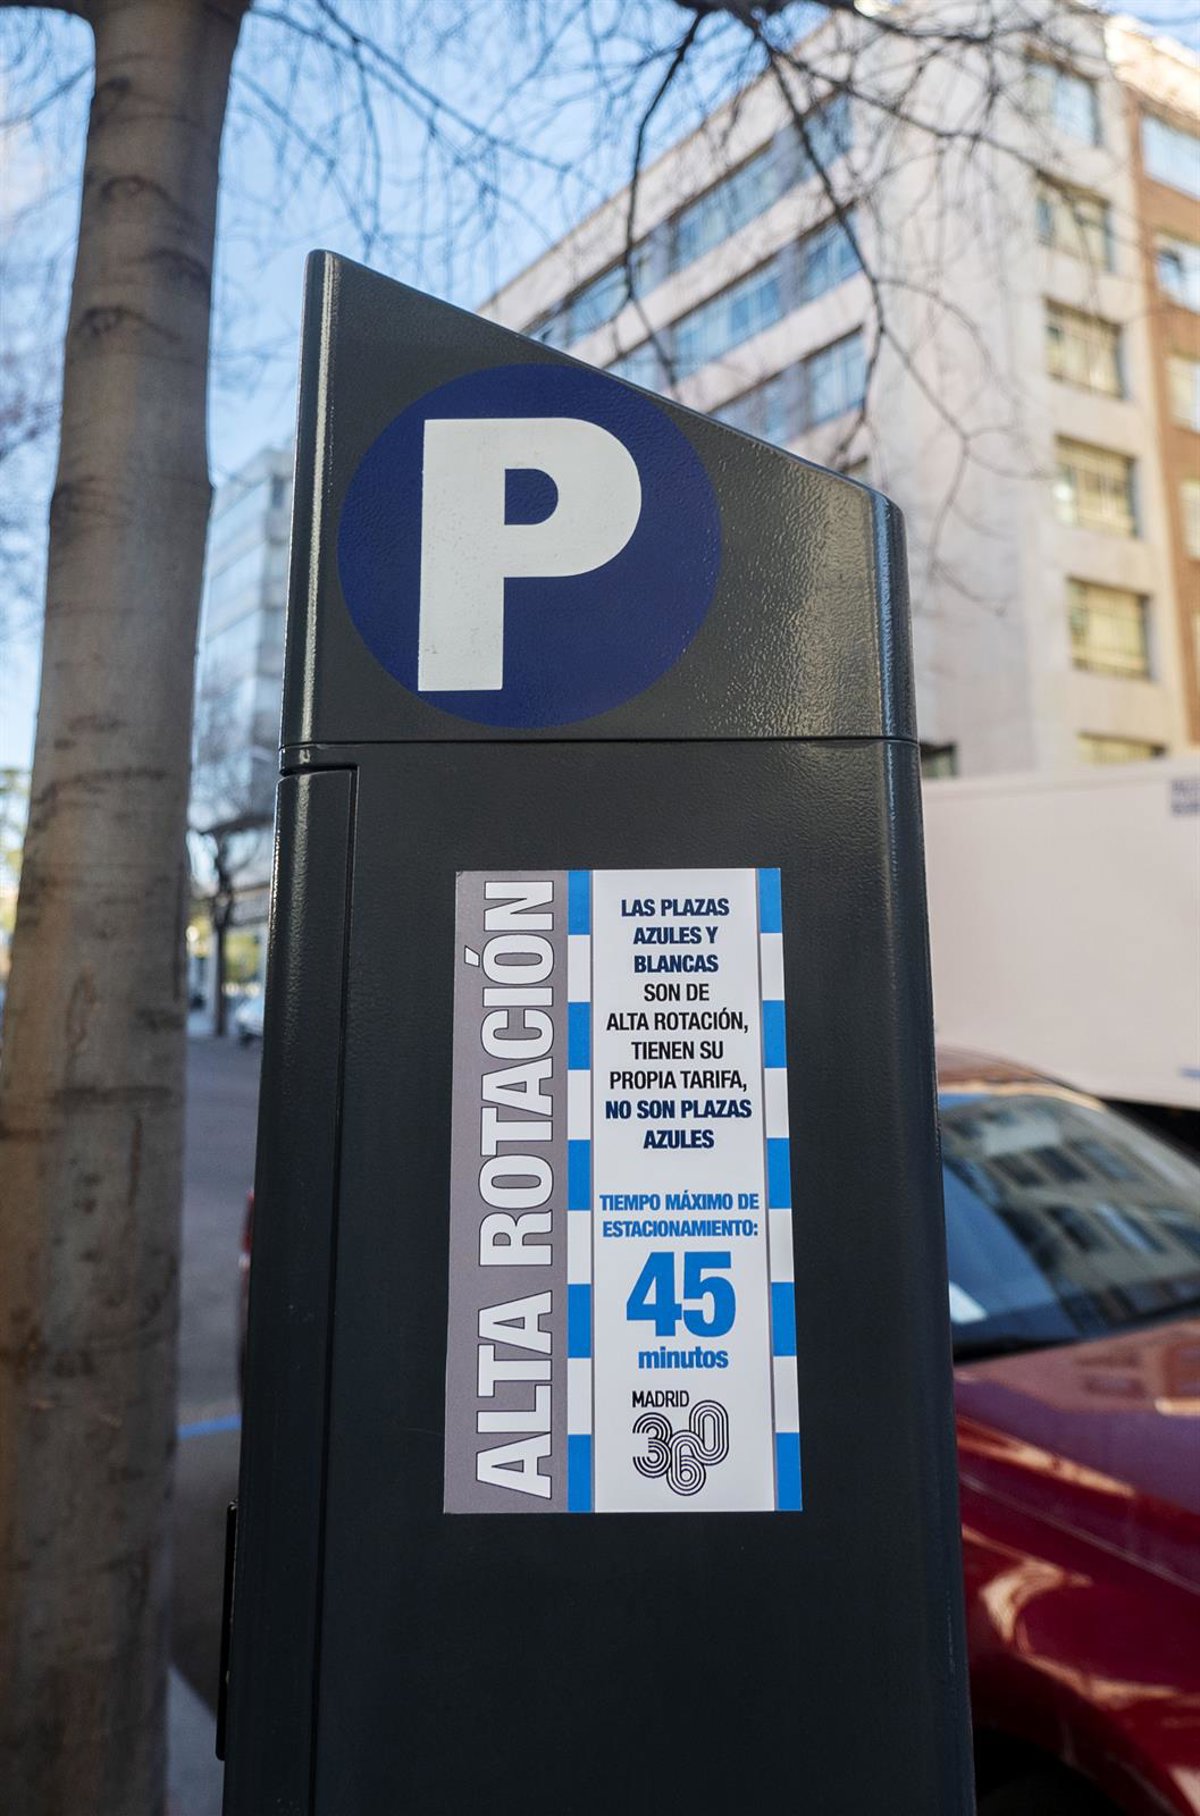 P
ALTA ROTACIÓN
LAS PLAZAS
AZULES Y
BLANCAS
SON DE
ALTA ROTACIÓN,
TIENEN SU
PROPIA TARIFA,
NO SON PLAZAS
AZULES
TIEMPO MÁXIMO DE
ESTACIONAMIENTO:
45
minutos
MADRID
360